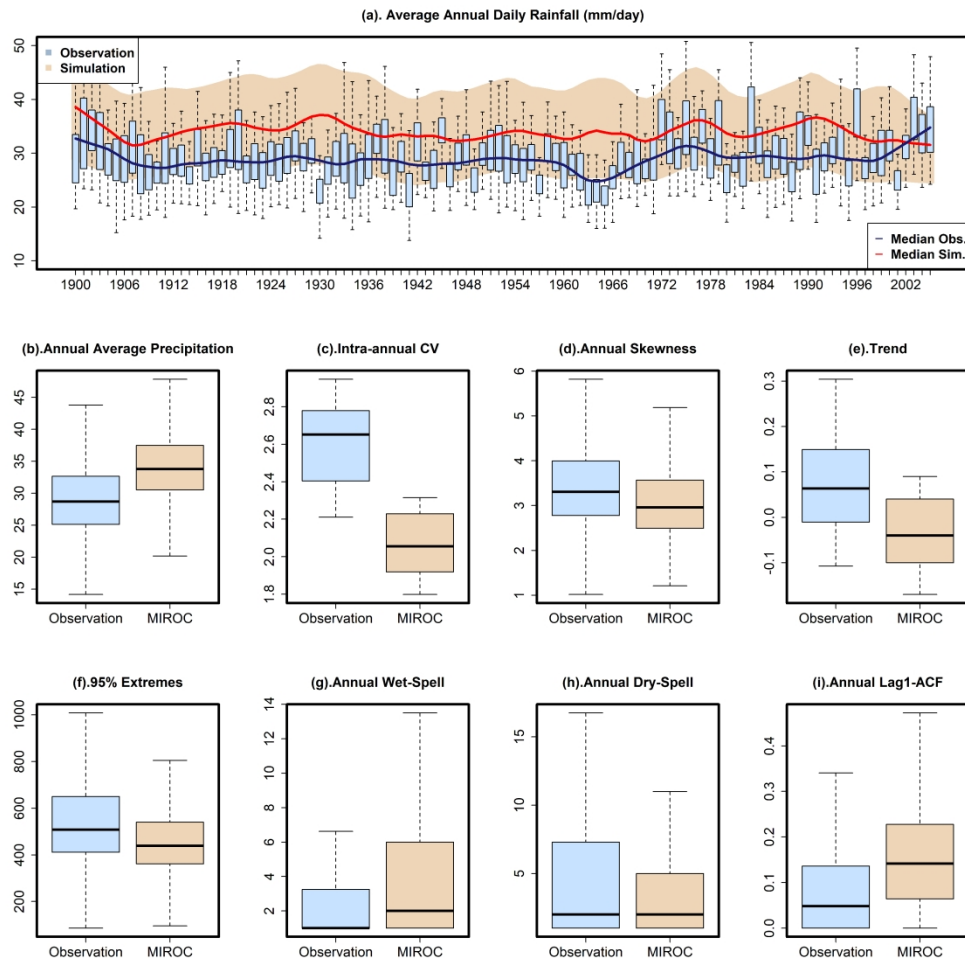 (a). Average Annual Daily Rainfall (mm/day)
50
40
30
20
10
Observation
Simulation
Median Obs.
Median Sim.
1900 1906 1912 1918 1924 1930 1936 1942 1948 1954 1960 1966 1972 1978 1984 1990 1996 2002
(b).Annual Average Precipitation
45
40
35
30
25
20
15
Observation MIROC
(c).Intra-annual CV
2.8
2.6
2.4
2.2
2.0
1.8
Observation MIROC
(d).Annual Skewness
6
5
4
3
2
1
Observation MIROC
(e).Trend
0.3
0.2
0.1
0.0
-0.1
Observation MIROC
(f).95% Extremes
1000
800
600
400
200
Observation MIROC
(g).Annual Wet-Spell
14
12
10
8
6
4
2
Observation MIROC
(h).Annual Dry-Spell
15
10
5
Observation MIROC
(i).Annual Lag1-ACF
0.4
0.3
0.2
0.1
0.0
Observation MIROC